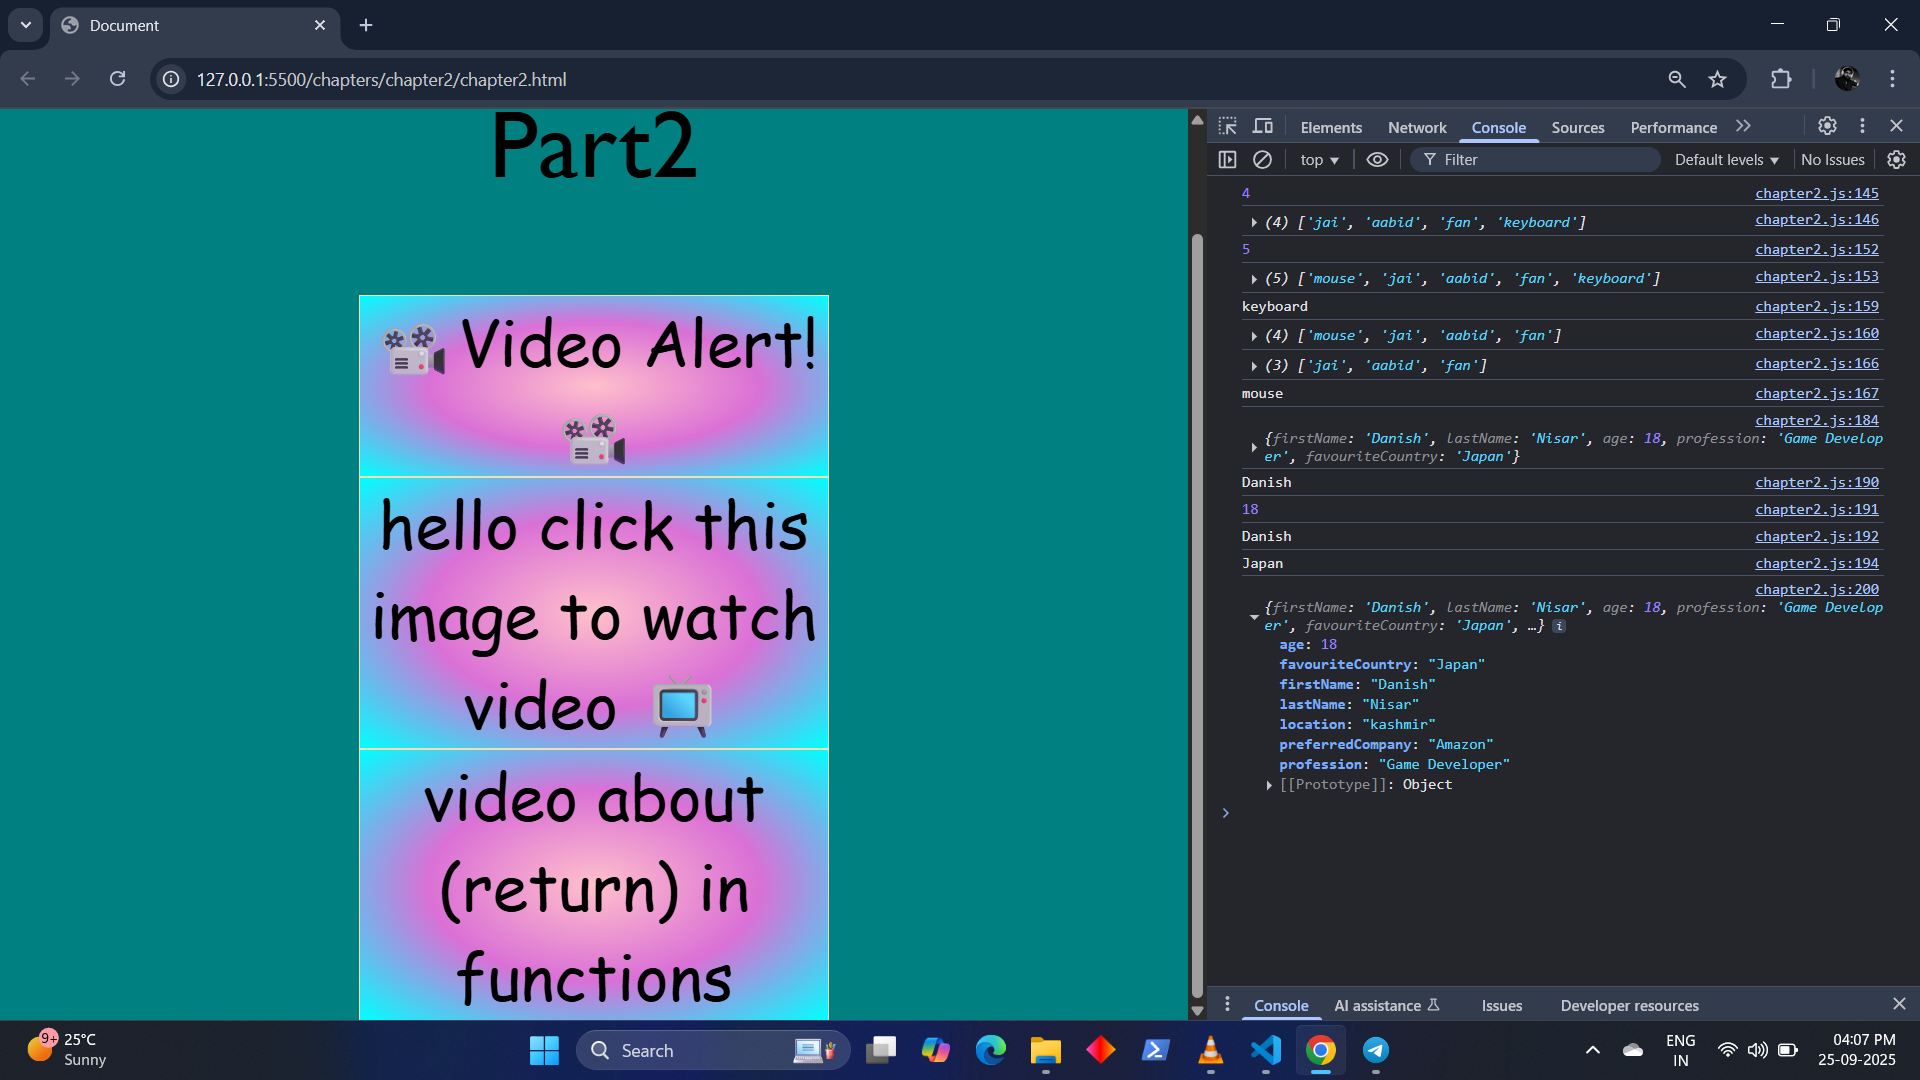 Document
127.0.0.1:5500/chapters/chapter2/chapter2.html
Part2
Video Alert!
hello click this
image to watch
video
video about
(return) in
functions
Elements Network Console Sources Performance
top Filter Default levels No Issues
4 chapter2.js:145
(4) ['jai', 'aabid', 'fan', 'keyboard'] chapter2.js:146
5 chapter2.js:152
(5) ['mouse', 'jai', 'aabid', 'fan', 'keyboard'] chapter2.js:153
keyboard chapter2.js:159
(4) ['mouse', 'jai', 'aabid', 'fan'] chapter2.js:160
(3) ['jai', 'aabid', 'fan'] chapter2.js:166
mouse chapter2.js:167
chapter2.js:184
{firstName: 'Danish', lastName: 'Nisar', age: 18, profession: 'Game Develop
er', favouriteCountry: 'Japan'}
Danish chapter2.js:190
18 chapter2.js:191
Danish chapter2.js:192
Japan chapter2.js:194
chapter2.js:200
{firstName: 'Danish', lastName: 'Nisar', age: 18, profession: 'Game Develop
er', favouriteCountry: 'Japan', …} i
age: 18
favouriteCountry: "Japan"
firstName: "Danish"
lastName: "Nisar"
location: "kashmir"
preferredCompany: "Amazon"
profession: "Game Developer"
[[Prototype]]: Object
Console AI assistance Issues Developer resources
9+ 25°C
Sunny
Search
ENG
IN
04:07 PM
25-09-2025